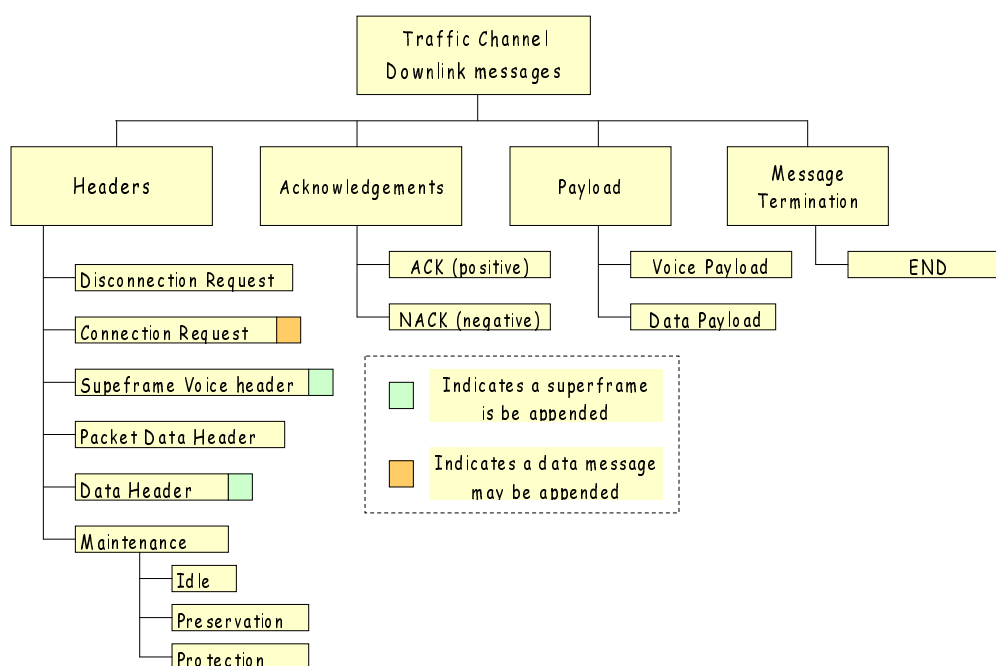 Traffic Channel
Downlink messages
Headers
Acknowledgements
Payload
Message
Termination
Disconnection Request
Connection Request
Supeframe Voice header
Packet Data Header
Data Header
Maintenance
Idle
Preservation
Protection
ACK (positive)
NACK (negative)
Voice Payload
Data Payload
END
Indicates a superframe
is be appended
Indicates a data message
may be appended